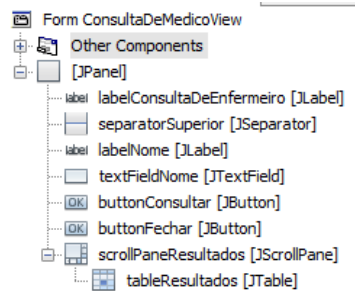 Form ConsultaDeMedicoView
Other Components
[JPanel]
label labelConsultaDeEnfermeiro [JLabel]
separatorSuperior [JSeparator]
label labelNome [JLabel]
textFieldNome [JTextField]
OK buttonConsultar [JButton]
OK buttonFechar [JButton]
scrollPaneResultados [JScrollPane]
tableResultados [JTable]